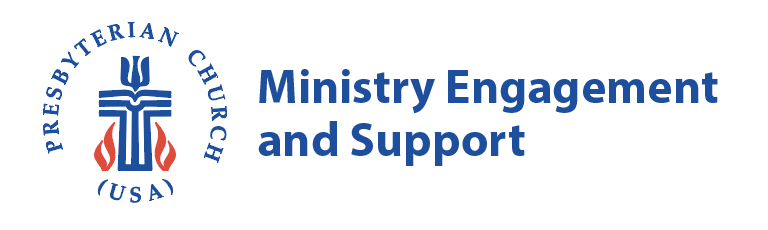 PRESBYTERIAN CHURCH
(USA)
Ministry Engagement
and Support